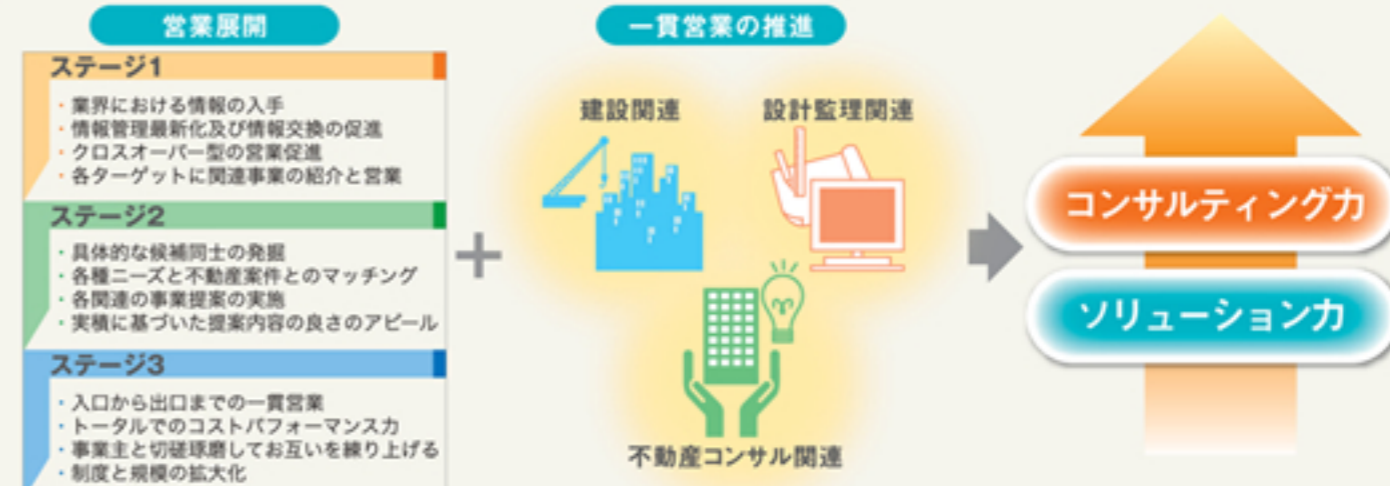 営業展開
ステージ1
・業界における情報の入手
・情報管理最新化及び情報交換の促進
・クロスオーバー型の営業促進
・各ターゲットに関連事業の紹介と営業
ステージ2
・具体的な候補同士の発掘
・各種ニーズと不動産案件とのマッチング
・各関連の事業提案の実施
・実積に基づいた提案内容の良さのアピール
ステージ3
・入口から出口までの一貫営業
・トータルでのコストパフォーマンス力
・事業主と切磋琢磨してお互いを練り上げる
・制度と規模の拡大化
+
一貫営業の推進
建設関連
設計監理関連
不動産コンサル関連
コンサルティング力
ソリューション力